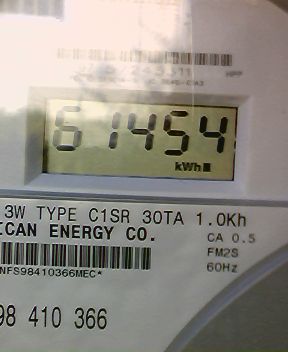 61454
kWh
3W TYPE C1SR 30TA 1.0Kh
ICAN ENERGY CO.
CA 0.5
FM2S
NFS98410366MEC*
60Hz
98 410 366